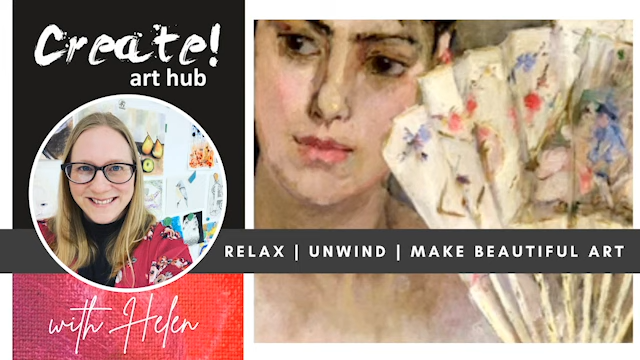 Create!
art hub
RELAX | UNWIND | MAKE BEAUTIFUL ART
with Helen